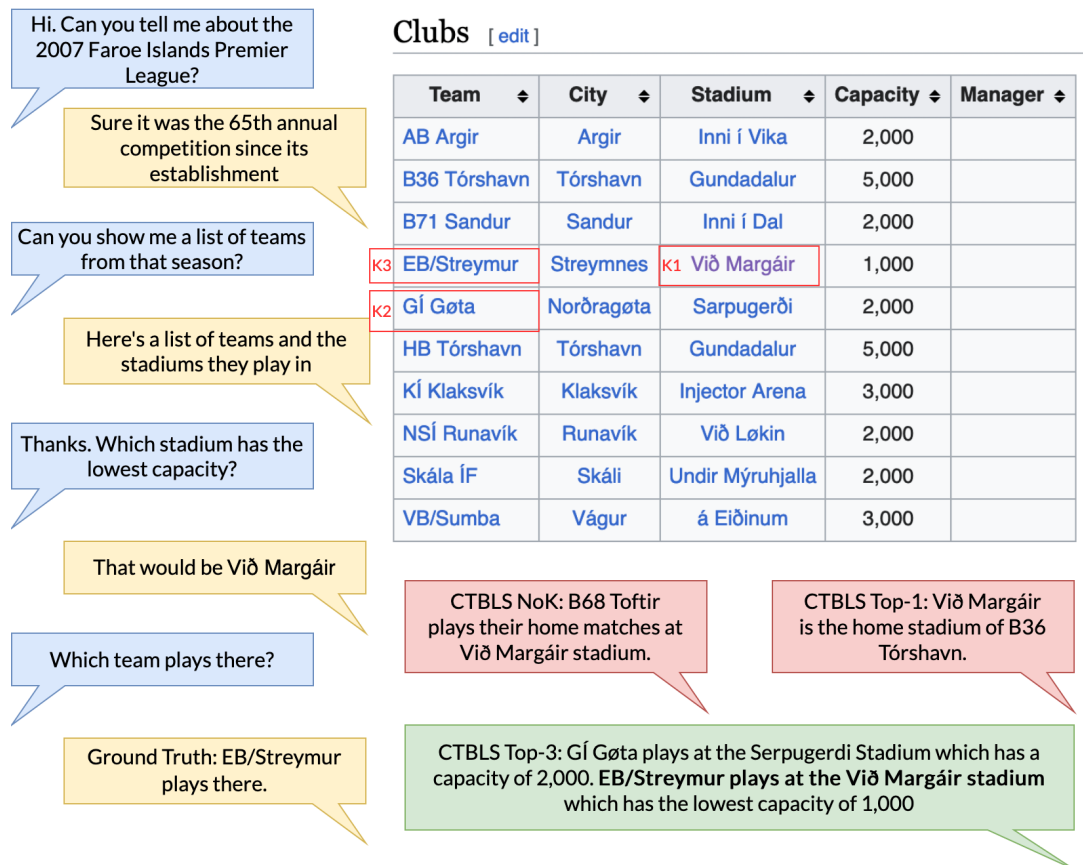 Hi. Can you tell me about the
2007 Faroe Islands Premier
League?
Sure it was the 65th annual
competition since its
establishment
Can you show me a list of teams
from that season?
Here's a list of teams and the
stadiums they play in
Thanks. Which stadium has the
lowest capacity?
That would be Við Margáir
Which team plays there?
Ground Truth: EB/Streymur
plays there.
Clubs [ edit ]
Team City Stadium Capacity Manager
AB Argir Argir Inni í Vika 2,000
B36 Tórshavn Tórshavn Gundadalur 5,000
B71 Sandur Sandur Inni í Dal 2,000
K3 EB/Streymur Streymnes K1 Við Margáir 1,000
K2 GÍ Gøta Norðragøta Sarpugerði 2,000
HB Tórshavn Tórshavn Gundadalur 5,000
KÍ Klaksvík Klaksvík Injector Arena 3,000
NSÍ Runavík Runavík Við Løkin 2,000
Skála ÍF Skáli Undir Mýruhjalla 2,000
VB/Sumba Vágur á Eiðinum 3,000
CTBLS NoK: B68 Toftir
plays their home matches at
Við Margáir stadium.
CTBLS Top-1: Við Margáir
is the home stadium of B36
Tórshavn.
CTBLS Top-3: GÍ Gøta plays at the Serpugerdi Stadium which has a
capacity of 2,000. EB/Streymur plays at the Við Margáir stadium
which has the lowest capacity of 1,000